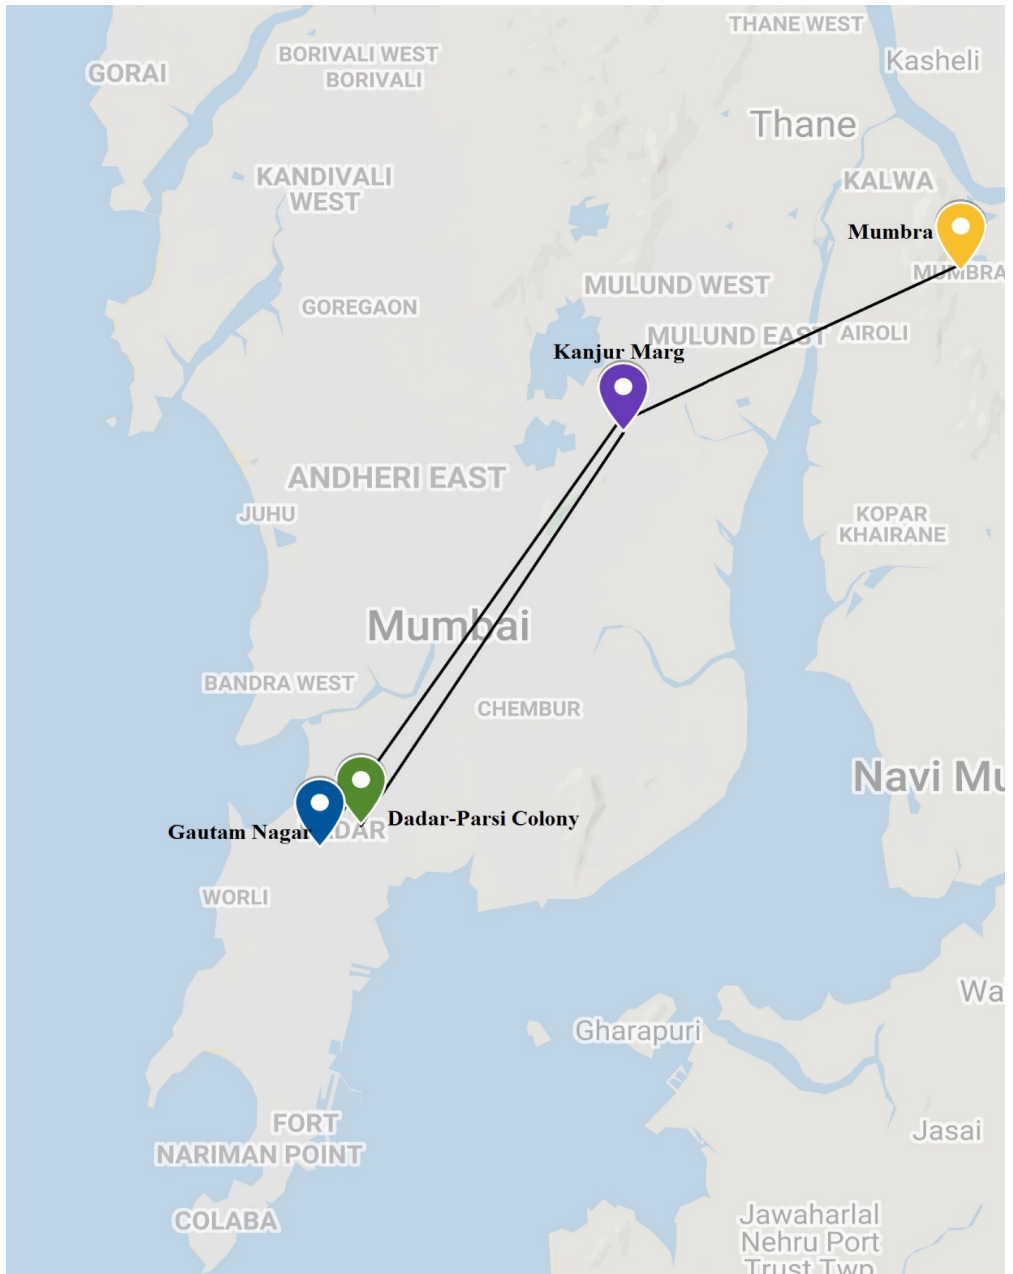 THANE WEST
BORIVALI WEST
BORIVALI
Kasheli
GORAI
Thane
KANDIVALI
WEST
KALWA
Mumbra
MUMBRA
MULUND WEST
GOREGAON
MULUND EAST
AIROLI
Kanjur Marg
ANDHERI EAST
JUHU
KOPAR
KHAIRANE
Mumbai
BANDRA WEST
CHEMBUR
Navi Mu
Dadar-Parsi Colony
Gautam Nagar
DADAR
WORLI
Wa
Gharapuri
FORT
NARIMAN POINT
Jasai
COLABA
Jawaharlal
Nehru Port
Trust Twp